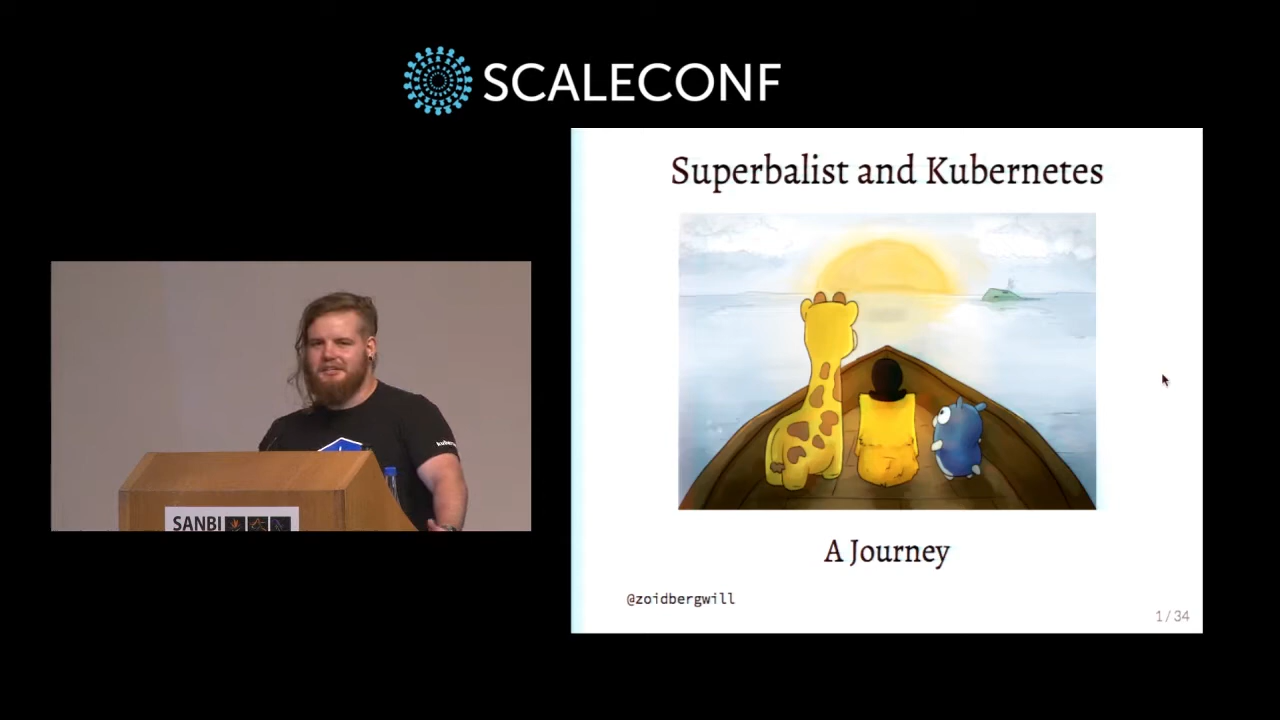 SCALECONF
Superbalist and Kubernetes
A Journey
@zoidbergwill
1 / 34
SANBI